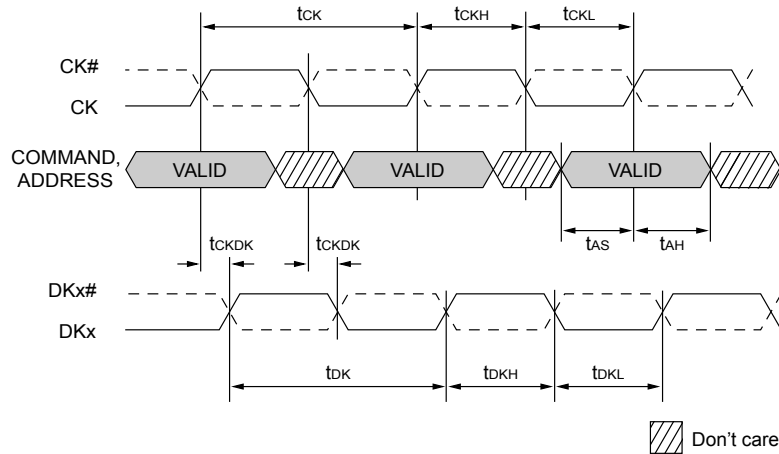 tCK tCKH tCKL
CK#
CK
COMMAND,
ADDRESS
VALID VALID VALID
tCKDK tCKDK tAS tAH
DKx#
DKx
tDK tDKH tDKL
Don't care